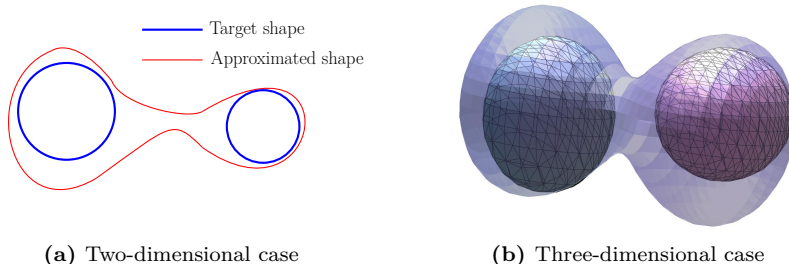 Target shape
Approximated shape
(a) Two-dimensional case
(b) Three-dimensional case